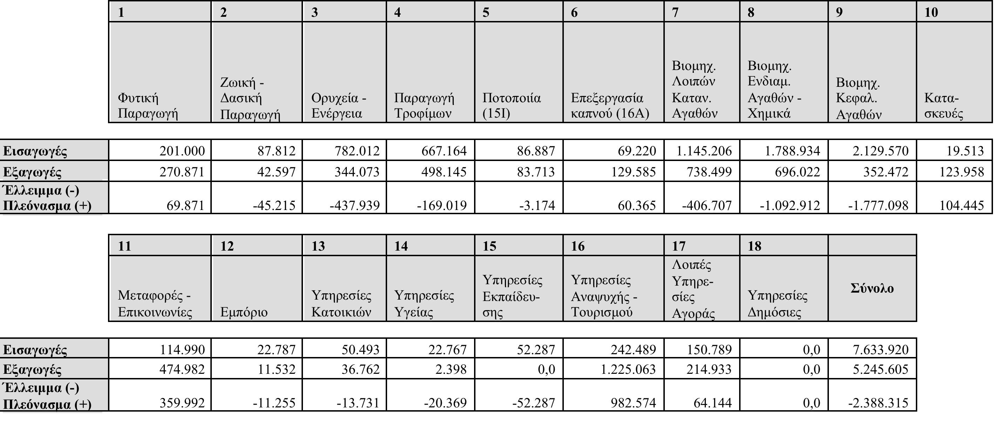 1 2 3 4 5 6 7 8 9 10
Φυτική Παραγωγή Ζωική - Δασική Παραγωγή Ορυχεία - Ενέργεια Παραγωγή Τροφίμων Ποτοποιία (15Ι) Επεξεργασία καπνού (16Α) Βιομηχ. Λοιπών Καταν. Αγαθών Βιομηχ. Ενδιαμ. Αγαθών - Χημικά Βιομηχ. Κεφαλ. Αγαθών Κατα- σκευές
Εισαγωγές 201.000 87.812 782.012 667.164 86.887 69.220 1.145.206 1.788.934 2.129.570 19.513
Εξαγωγές 270.871 42.597 344.073 498.145 83.713 129.585 738.499 696.022 352.472 123.958
Έλλειμμα (-)
Πλεόνασμα (+) 69.871 -45.215 -437.939 -169.019 -3.174 60.365 -406.707 -1.092.912 -1.777.098 104.445
11 12 13 14 15 16 17 18
Μεταφορές - Επικοινωνίες Εμπόριο Υπηρεσίες Κατοικιών Υπηρεσίες Υγείας Υπηρεσίες Εκπαίδευ- σης Υπηρεσίες Αναψυχής - Τουρισμού Λοιπές Υπηρε- σίες Αγοράς Υπηρεσίες Δημόσιες Σύνολο
Εισαγωγές 114.990 22.787 50.493 22.767 52.287 242.489 150.789 0,0 7.633.920
Εξαγωγές 474.982 11.532 36.762 2.398 0,0 1.225.063 214.933 0,0 5.245.605
Έλλειμμα (-)
Πλεόνασμα (+) 359.992 -11.255 -13.731 -20.369 -52.287 982.574 64.144 0,0 -2.388.315